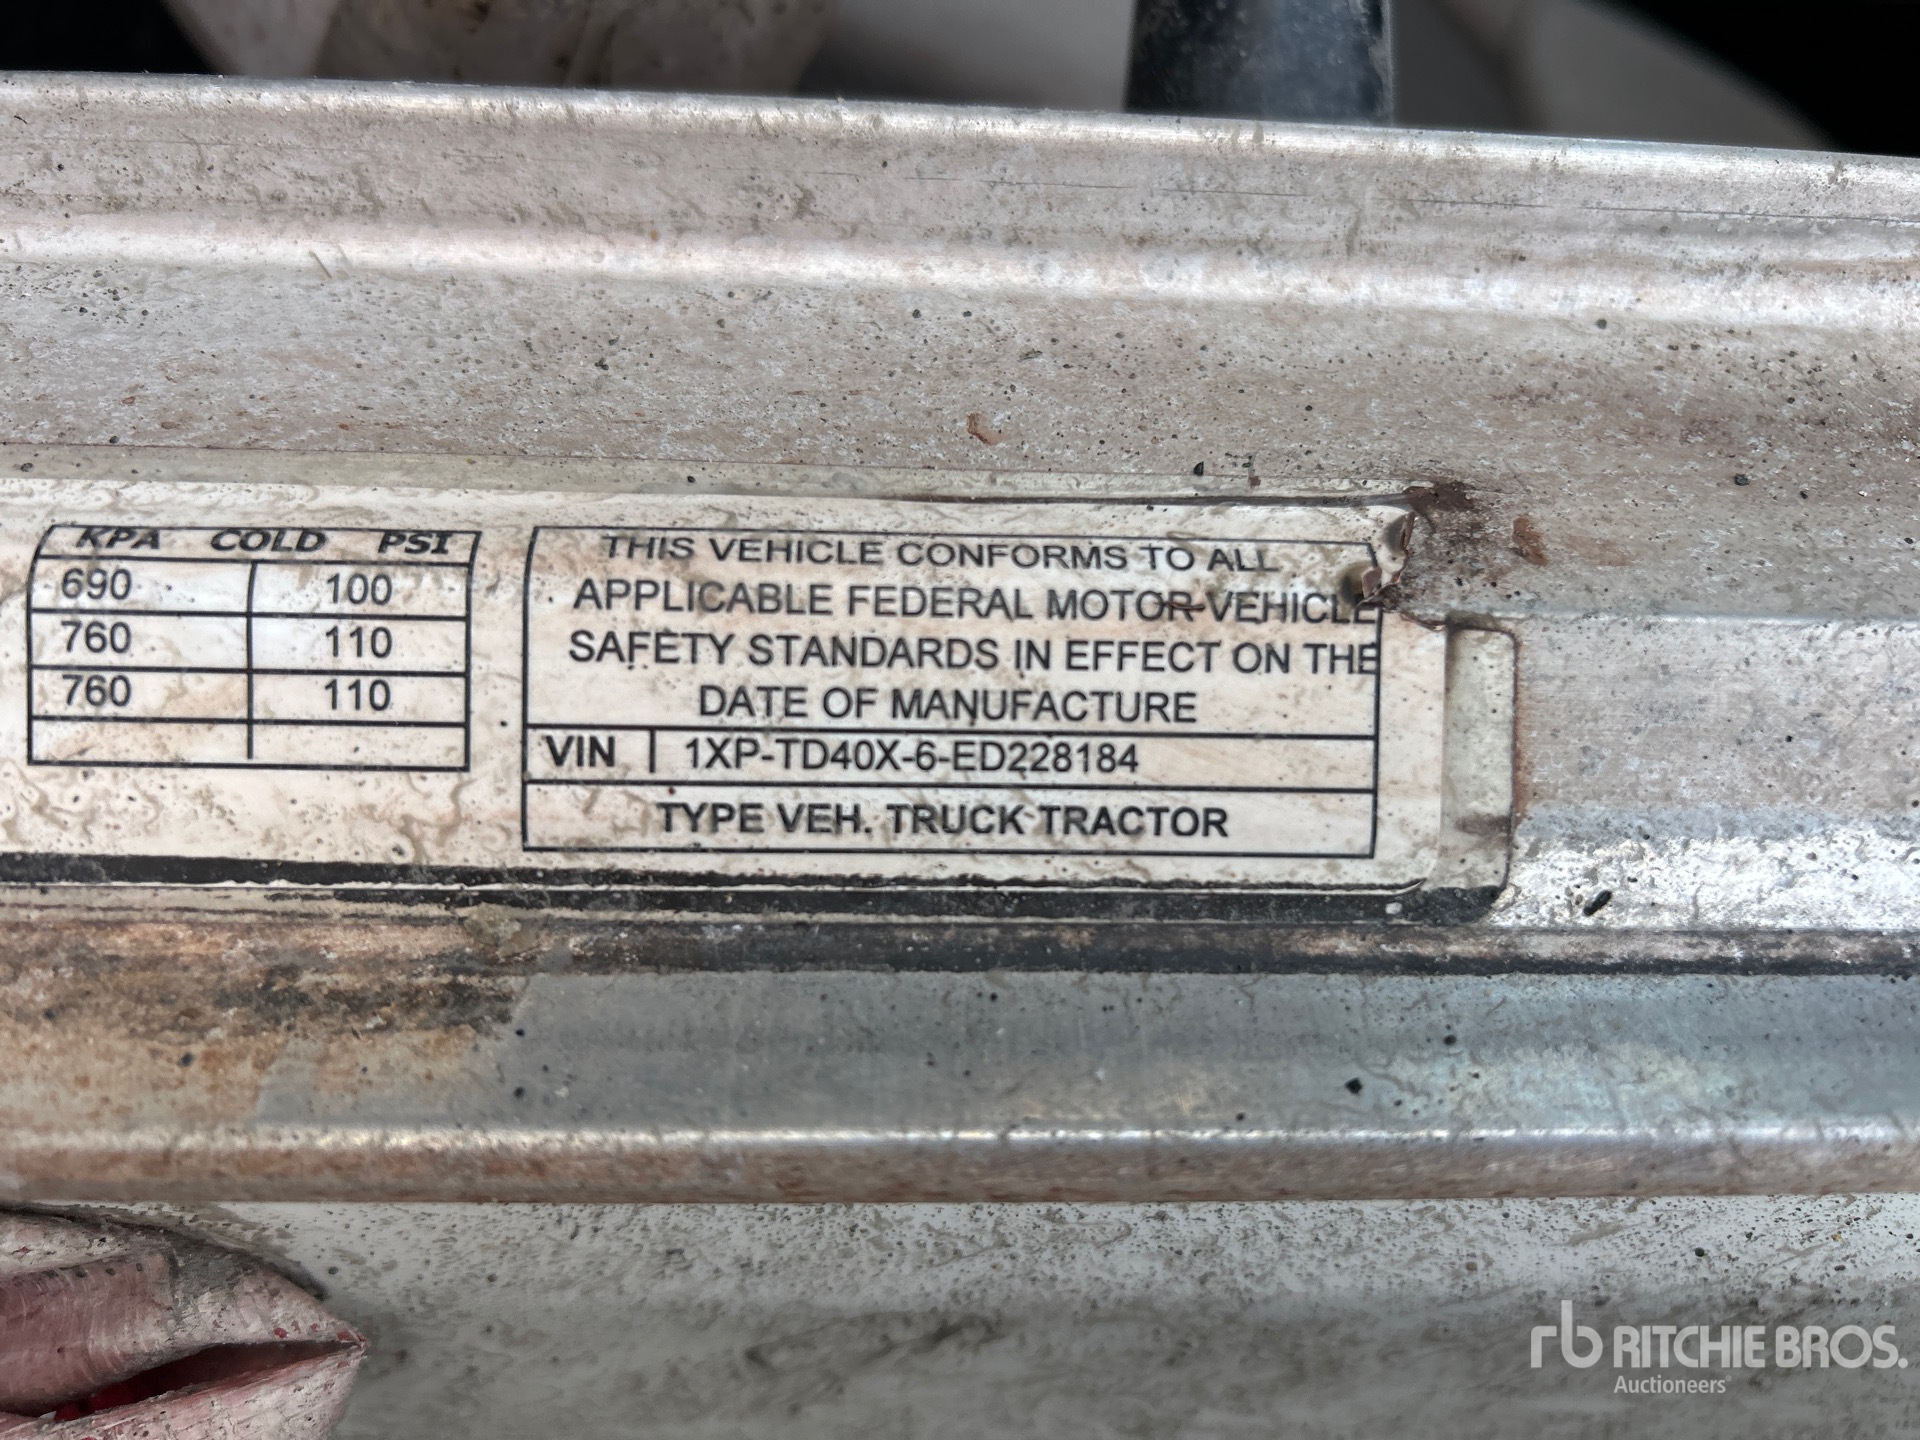 KPA COLD PSI
690 100
760 110
760 110
THIS VEHICLE CONFORMS TO ALL
APPLICABLE FEDERAL MOTOR VEHICLE
SAFETY STANDARDS IN EFFECT ON THE
DATE OF MANUFACTURE
VIN 1XP-TD40X-6-ED228184
TYPE VEH. TRUCK TRACTOR
rb RITCHIE BROS.
Auctioneers